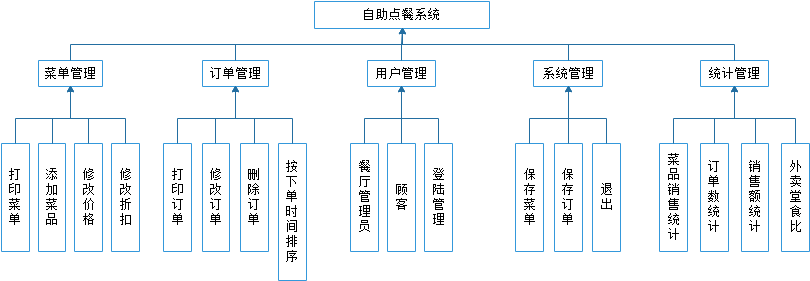 自助点餐系统
菜单管理
订单管理
用户管理
系统管理
统计管理
打印菜单
添加菜品
修改价格
修改折扣
打印订单
修改订单
删除订单
按下单时间排序
餐厅管理员
顾客
登陆管理
保存菜单
保存订单
退出
菜品销售统计
订单数统计
销售额统计
外卖堂食比